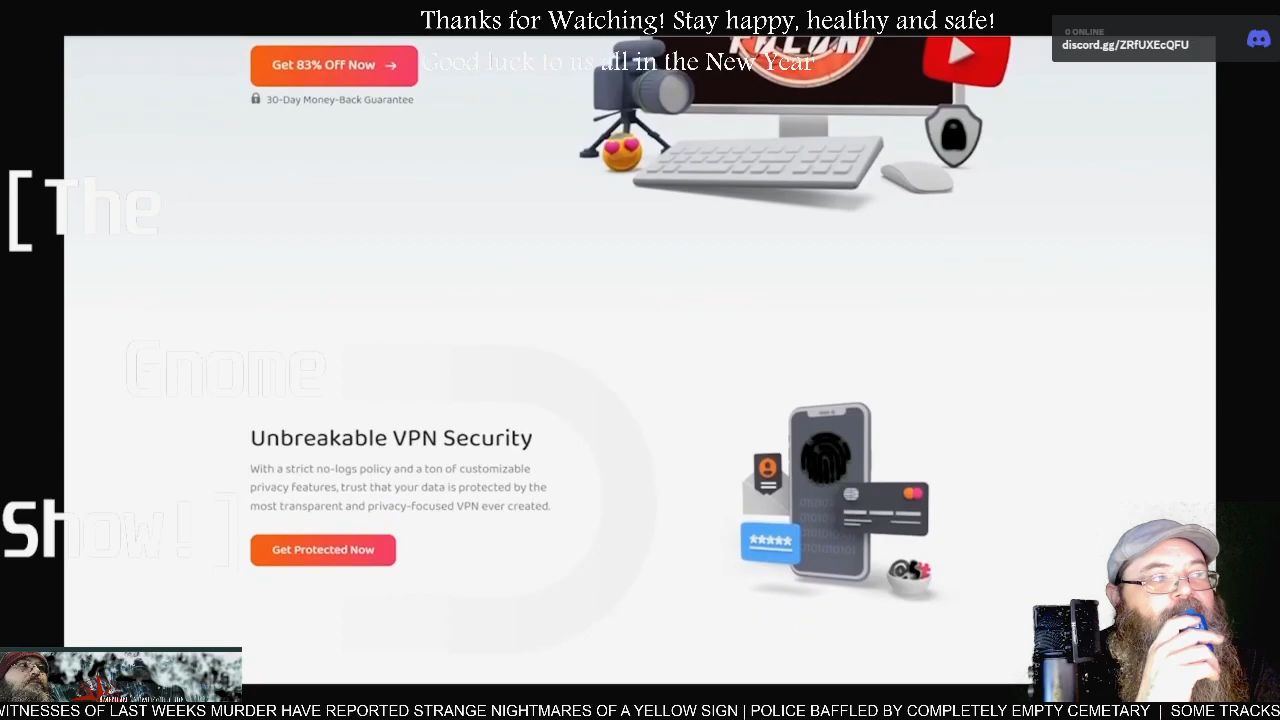 Thanks for Watching! Stay happy, healthy and safe!
Good luck to us all in the New Year
0 ONLINE
discord.gg/ZRfUXEcQFU
Get 83% Off Now →
30-Day Money-Back Guarantee
[ The
Gnome
Show! ]
Unbreakable VPN Security
With a strict no-logs policy and a ton of customizable
privacy features, trust that your data is protected by the
most transparent and privacy-focused VPN ever created.
Get Protected Now
WITNESSES OF LAST WEEKS MURDER HAVE REPORTED STRANGE NIGHTMARES OF A YELLOW SIGN | POLICE BAFFLED BY COMPLETELY EMPTY CEMETARY | SOME TRACKS